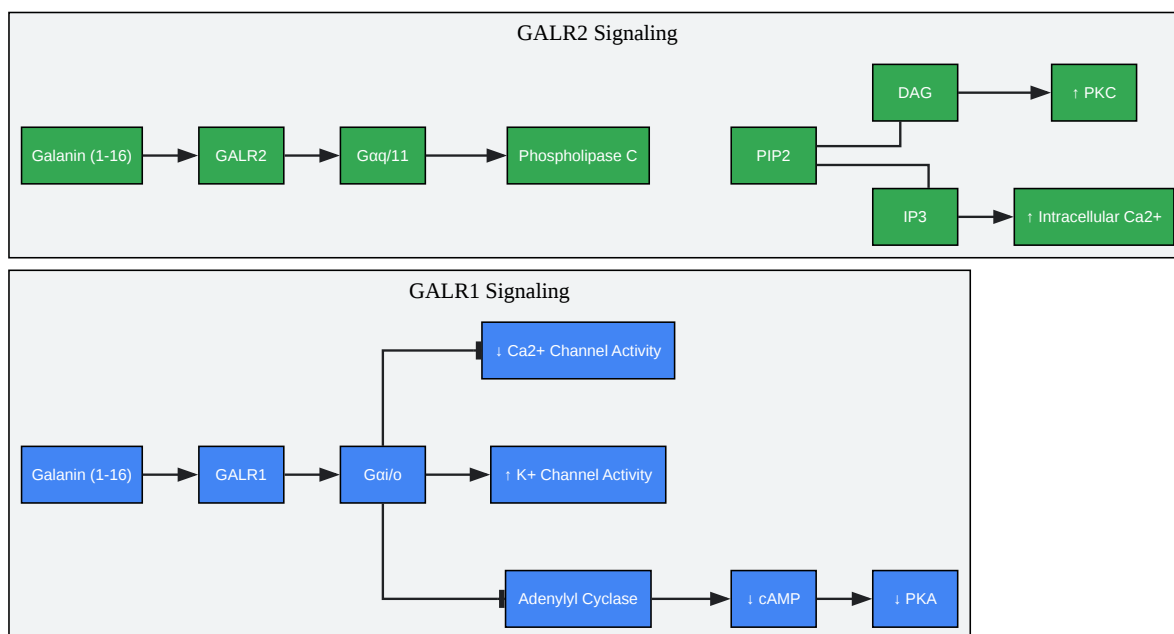 GALR2 Signaling
DAG
↑ PKC
Galanin (1-16)
GALR2
Gαq/11
Phospholipase C
PIP2
IP3
↑ Intracellular Ca2+
GALR1 Signaling
↓ Ca2+ Channel Activity
Galanin (1-16)
GALR1
Gαi/o
↑ K+ Channel Activity
Adenylyl Cyclase
↓ cAMP
↓ PKA